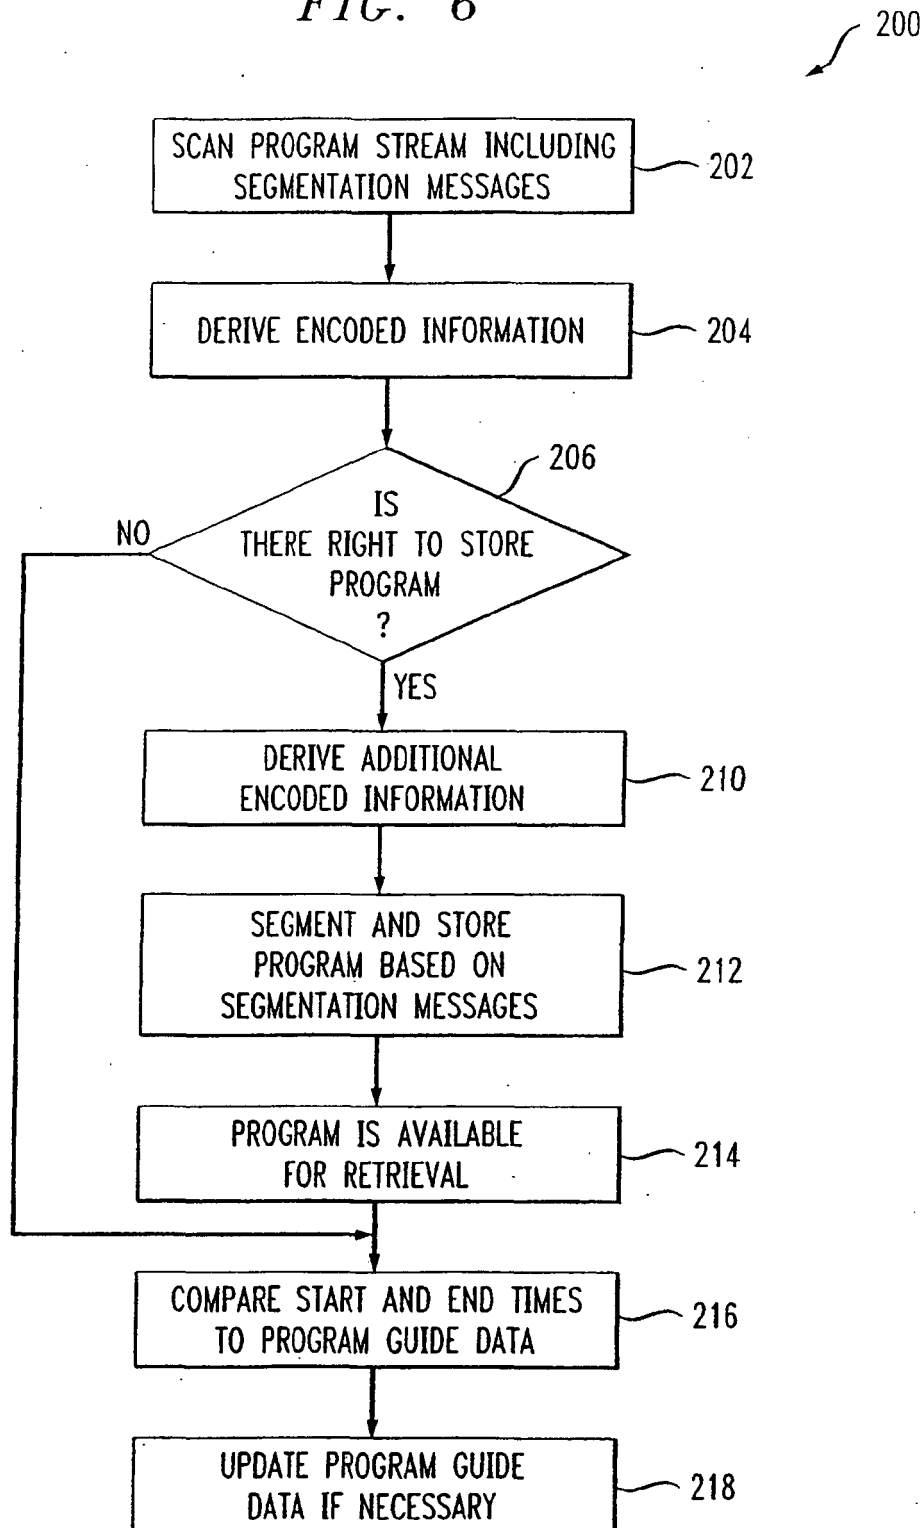 FIG. 6
200
SCAN PROGRAM STREAM INCLUDING
SEGMENTATION MESSAGES
202
DERIVE ENCODED INFORMATION
204
206
IS
THERE RIGHT TO STORE
PROGRAM
?
NO
YES
DERIVE ADDITIONAL
ENCODED INFORMATION
210
SEGMENT AND STORE
PROGRAM BASED ON
SEGMENTATION MESSAGES
212
PROGRAM IS AVAILABLE
FOR RETRIEVAL
214
COMPARE START AND END TIMES
TO PROGRAM GUIDE DATA
216
UPDATE PROGRAM GUIDE
DATA IF NECESSARY
218